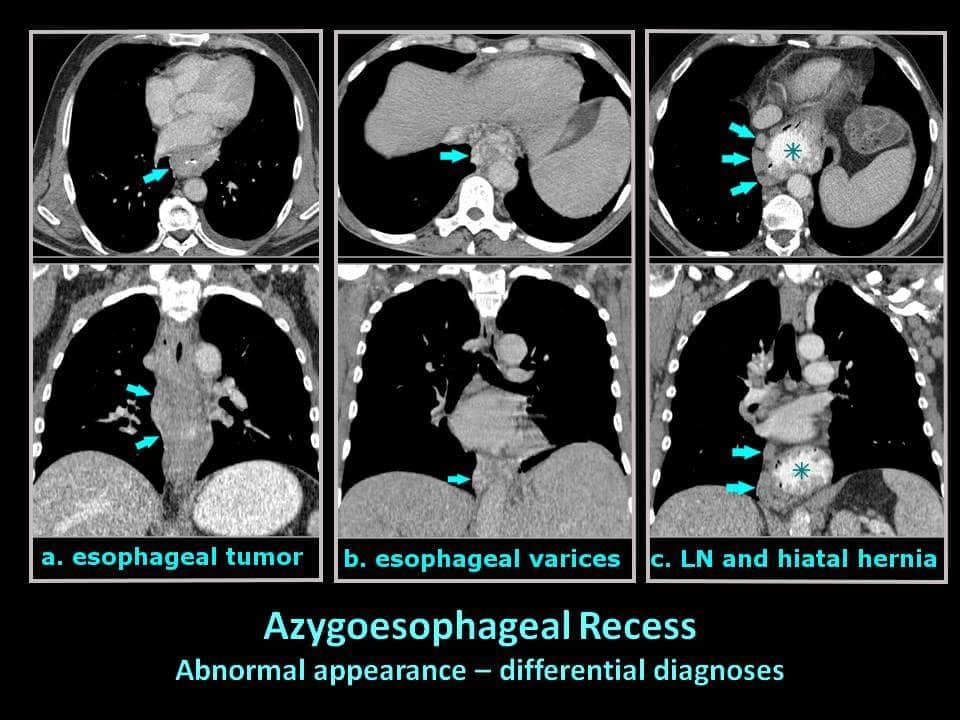 a. esophageal tumor
b. esophageal varices
c. LN and hiatal hernia
Azygoesophageal Recess
Abnormal appearance – differential diagnoses